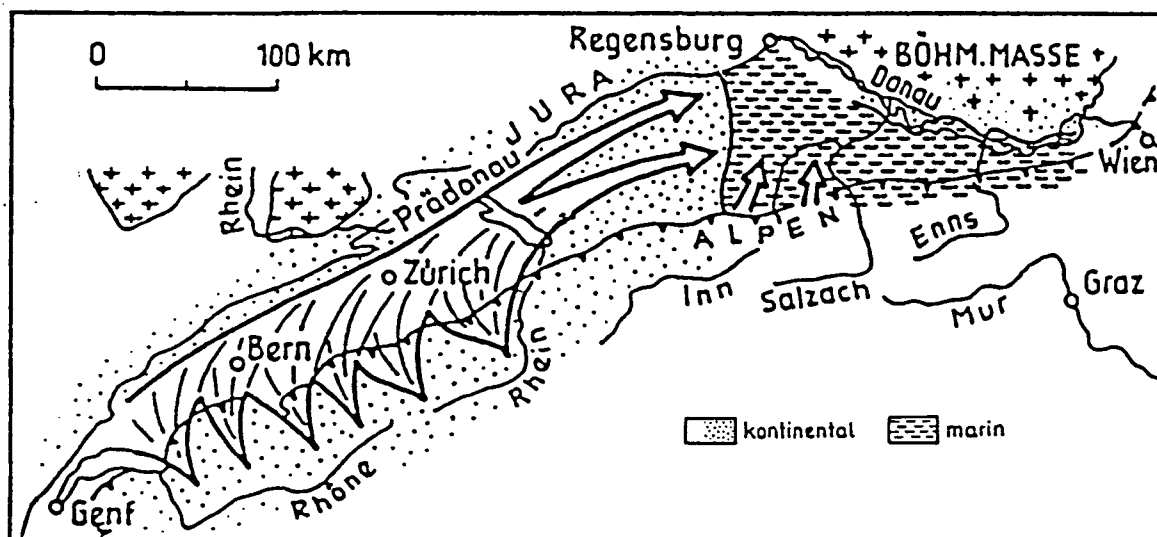 0 100 km
Regensburg
BÖHM. MASSE
Donau
Wien
JURA
Prädonau
Rhein
Zürich
Bern
ALPEN
Enns
Inn
Salzach
Mur
Graz
Rhein
kontinental
marin
Rhône
Genf